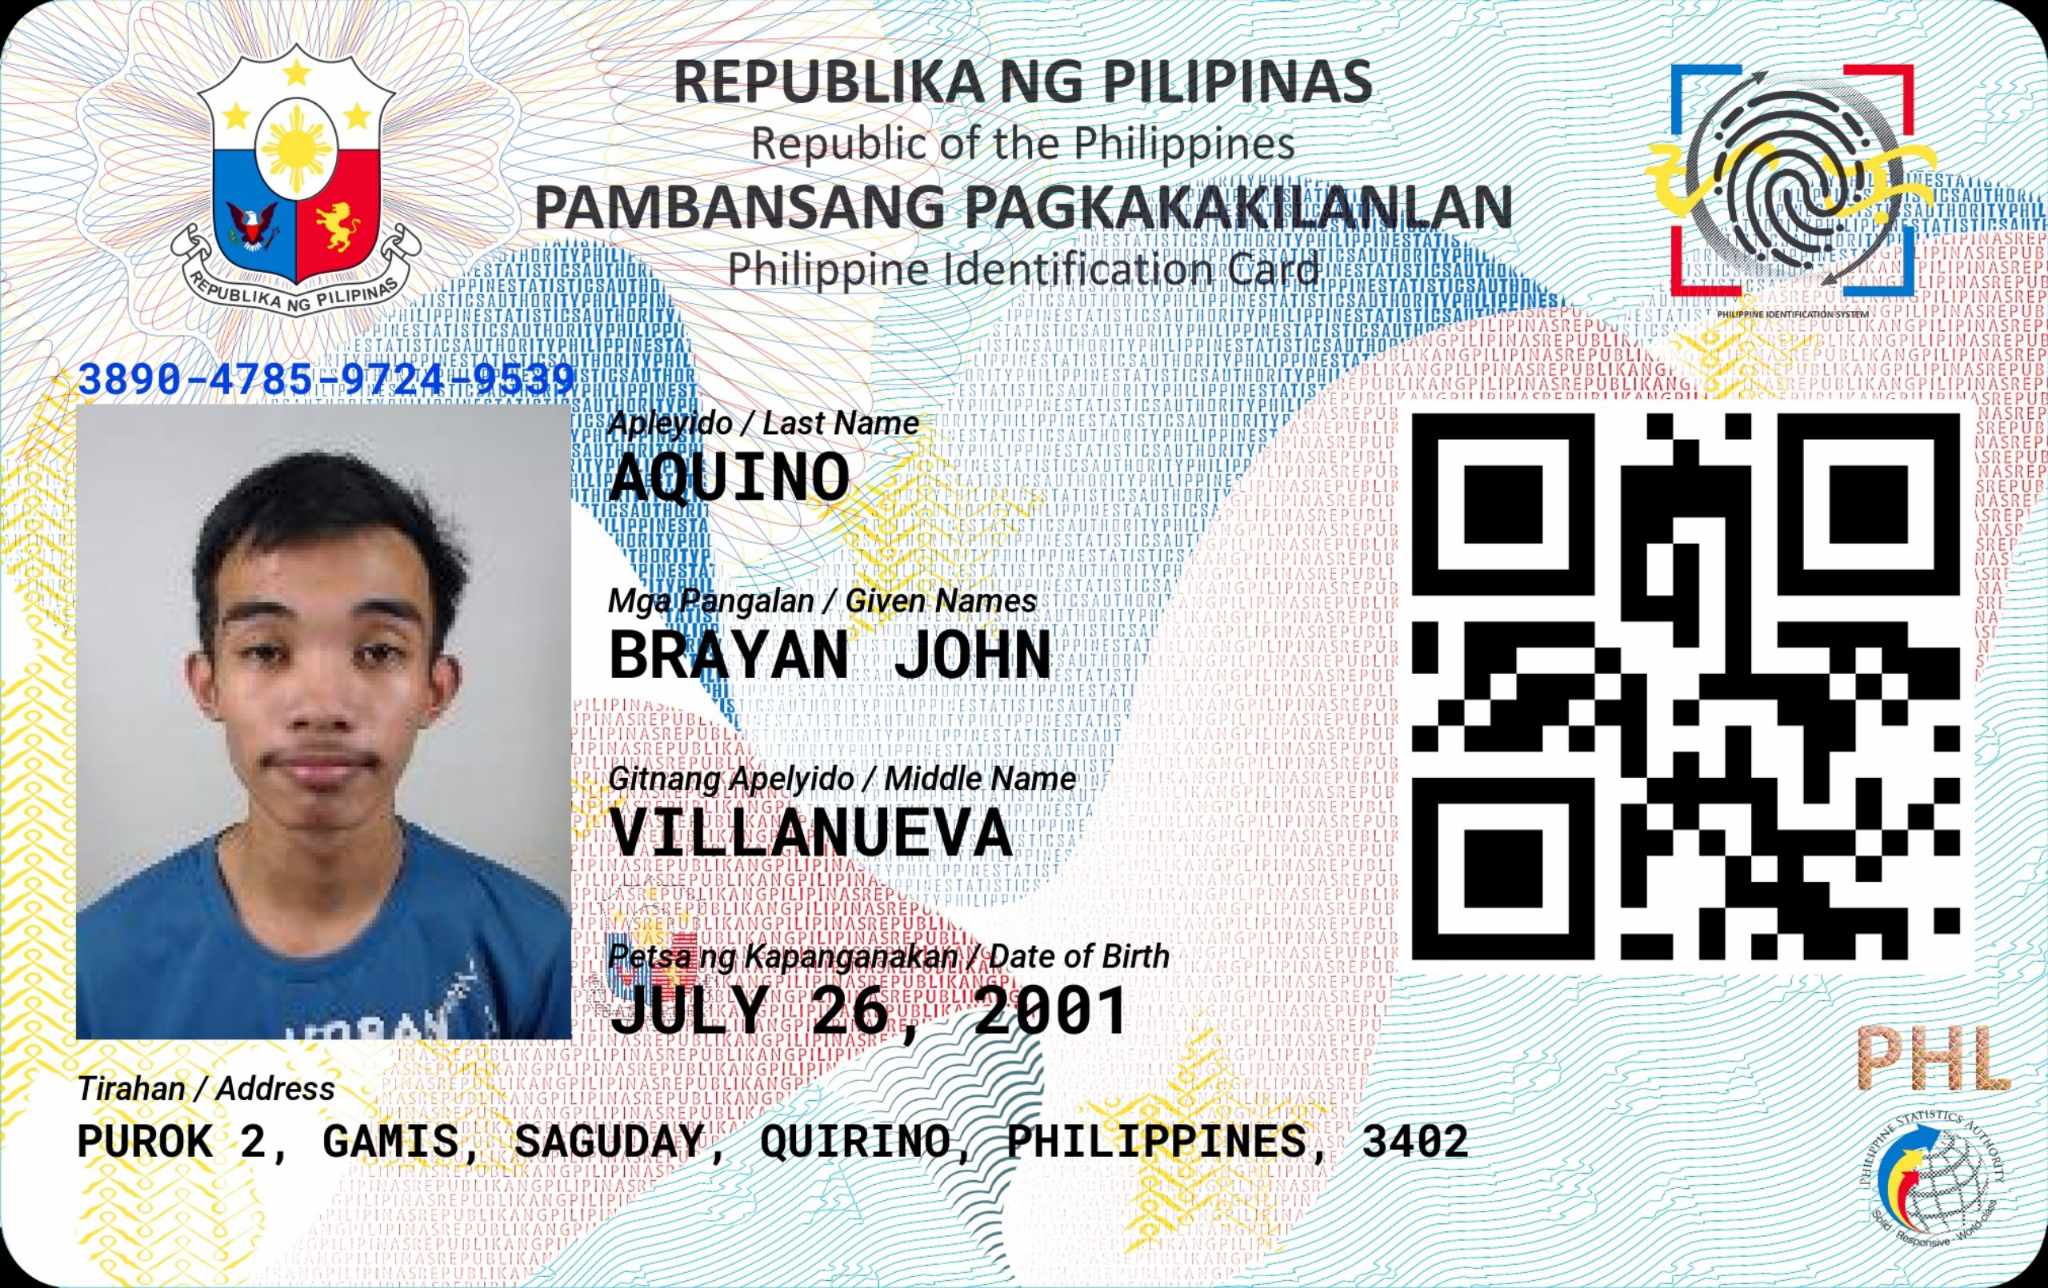 REPUBLIKA NG PILIPINAS
Republic of the Philippines
PAMBANSANG PAGKAKAKILANLAN
Philippine Identification Card
REPUBLIKA NG PILIPINAS
PHILIPPINE IDENTIFICATION SYSTEM
3890-4785-9724-9539
Apleyido / Last Name
AQUINO
Mga Pangalan / Given Names
BRAYAN JOHN
Gitnang Apelyido / Middle Name
VILLANUEVA
Petsa ng Kapanganakan / Date of Birth
JULY 26, 2001
Tirahan / Address
PUROK 2, GAMIS, SAGUDAY, QUIRINO, PHILIPPINES, 3402
PHL
PHILIPPINE STATISTICS AUTHORITY
Solid · Responsive · World-class